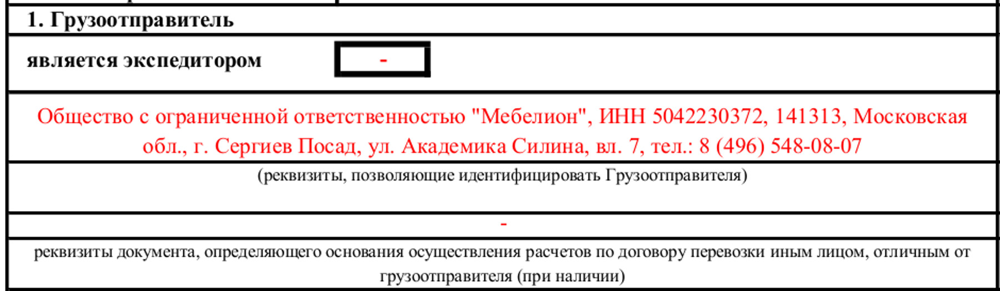 1. Грузоотправитель
является экспедитором -
Общество с ограниченной ответственностью "Мебелион", ИНН 5042230372, 141313, Московская
обл., г. Сергиев Посад, ул. Академика Силина, вл. 7, тел.: 8 (496) 548-08-07
(реквизиты, позволяющие идентифицировать Грузоотправителя)
-
реквизиты документа, определяющего основания осуществления расчетов по договору перевозки иным лицом, отличным от
грузоотправителя (при наличии)